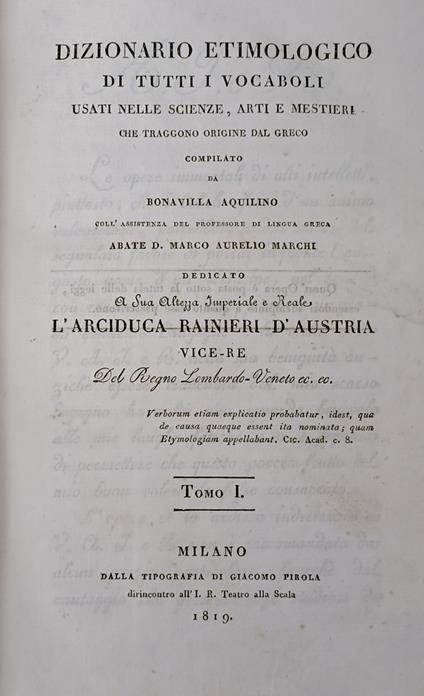 DIZIONARIO ETIMOLOGICO
DI TUTTI I VOCABOLI
USATI NELLE SCIENZE, ARTI E MESTIERI
CHE TRAGGONO ORIGINE DAL GRECO
COMPILATO
DA
BONAVILLA AQUILINO
COLL' ASSISTENZA DEL PROFESSORE DI LINGUA GRECA
ABATE D. MARCO AURELIO MARCHI
DEDICATO
A Sua Altezza Imperiale e Reale
L'ARCIDUCA RAINIERI D'AUSTRIA
VICE-RE
Del Regno Lombardo-Veneto ec. ec.
Verborum etiam explicatio probabatur, idest, qua
de causa quaeque essent ita nominata; quam
Etymologiam appellabant. CIC. Acad. c. 8.
TOMO I.
MILANO
DALLA TIPOGRAFIA DI GIACOMO PIROLA
dirincontro all' I. R. Teatro alla Scala
1819.